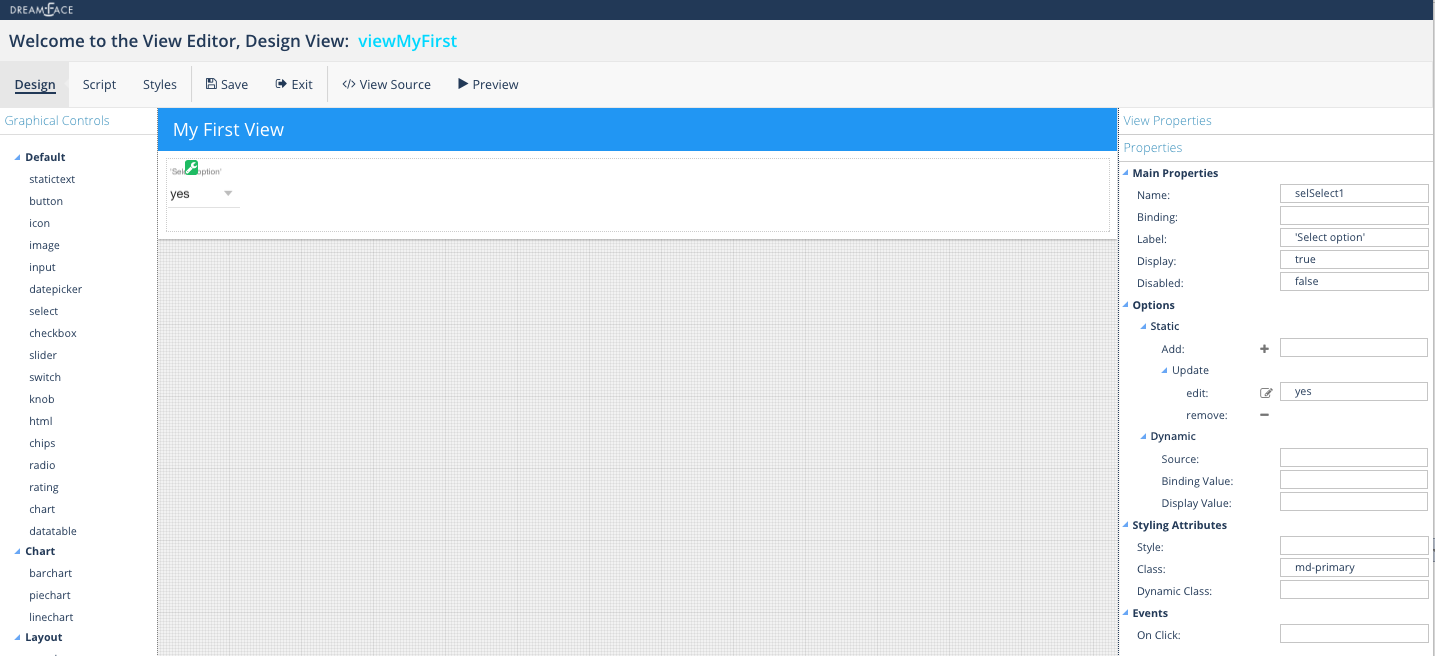 DREAMFACE
Welcome to the View Editor, Design View: viewMyFirst
Design Script Styles Save Exit </> View Source Preview
Graphical Controls
Default
statictext
button
icon
image
input
datepicker
select
checkbox
slider
switch
knob
html
chips
radio
rating
chart
datatable
Chart
barchart
piechart
linechart
Layout
My First View
option'
yes
View Properties
Properties
Main Properties
Name: selSelect1
Binding:
Label: 'Select option'
Display: true
Disabled: false
Options
Static
Add:
Update
edit: yes
remove:
Dynamic
Source:
Binding Value:
Display Value:
Styling Attributes
Style:
Class: md-primary
Dynamic Class:
Events
On Click: